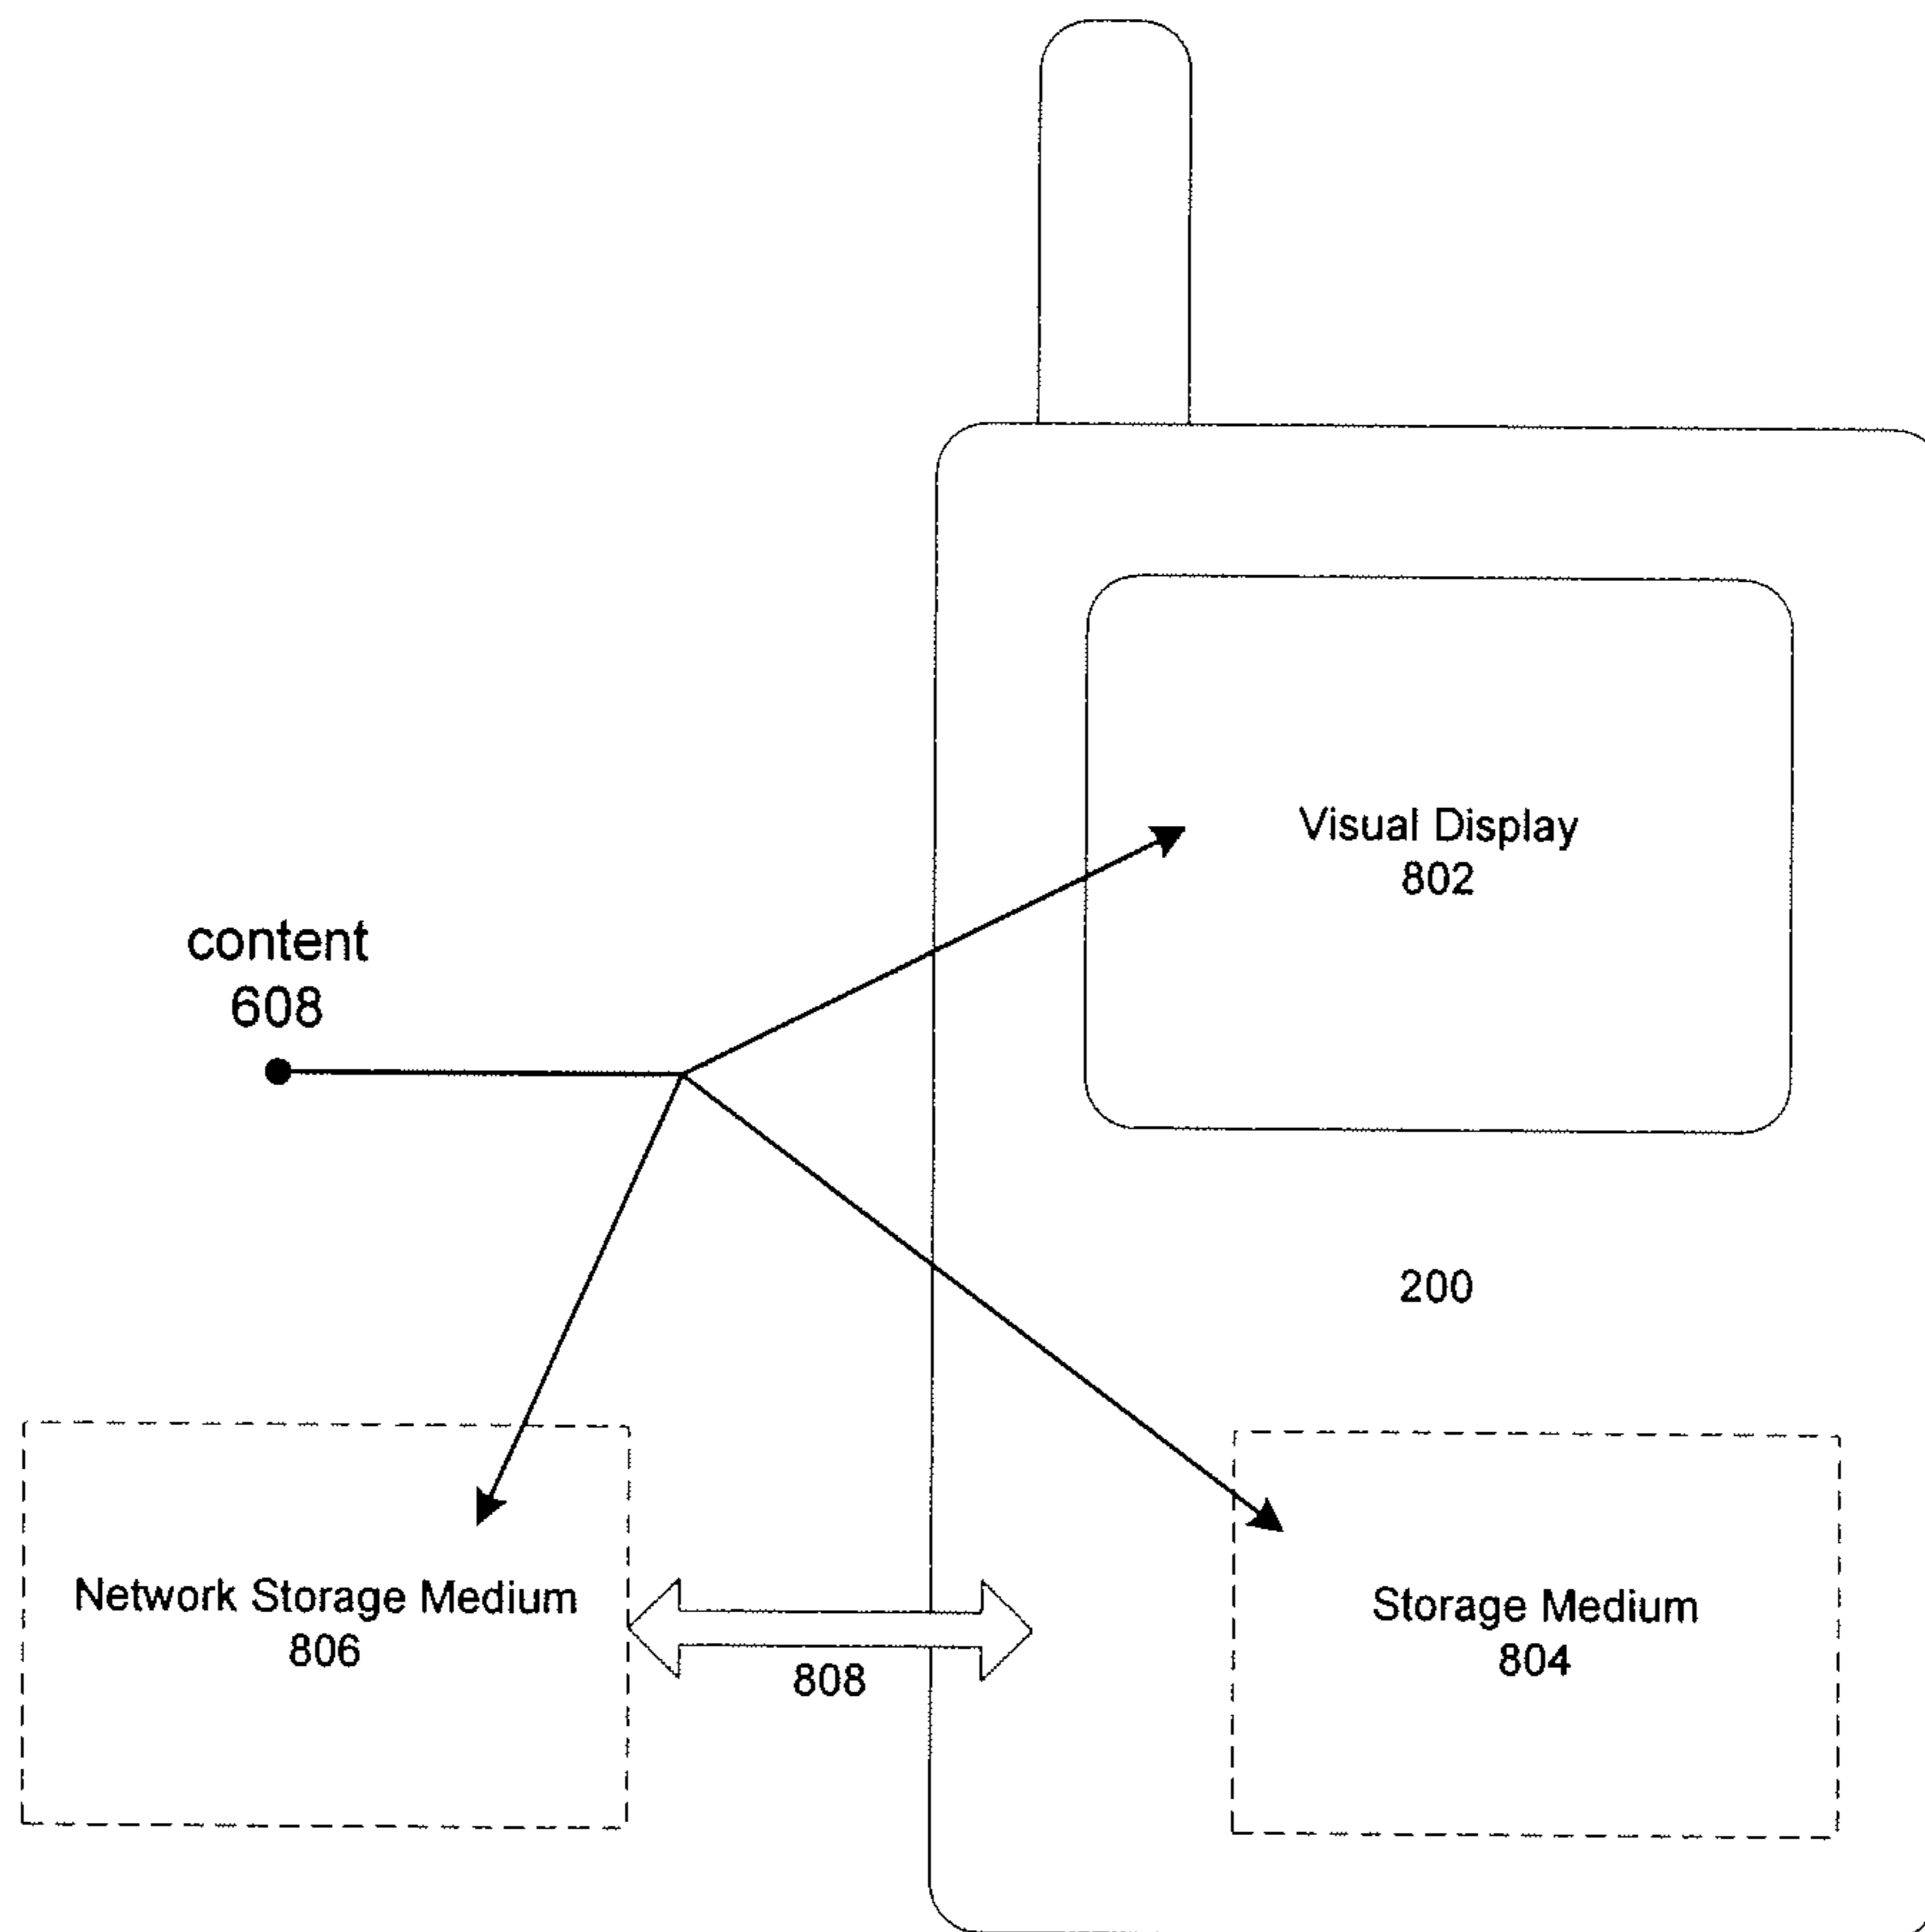 Visual Display
802
content
608
200
Network Storage Medium
806
808
Storage Medium
804